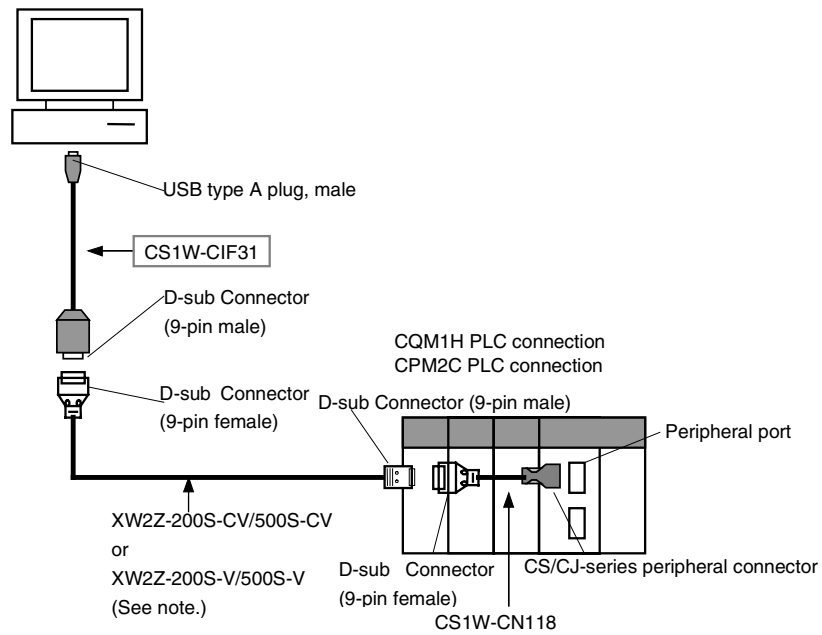 USB type A plug, male
CS1W-CIF31
D-sub Connector
(9-pin male)
CQM1H PLC connection
CPM2C PLC connection
D-sub Connector
(9-pin female)
D-sub Connector (9-pin male)
Peripheral port
XW2Z-200S-CV/500S-CV
or
XW2Z-200S-V/500S-V
(See note.)
D-sub Connector
(9-pin female)
CS/CJ-series peripheral connector
CS1W-CN118